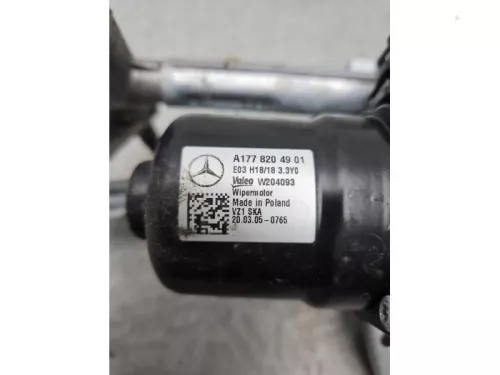 A177 820 49 01
E03 H18/18 3.3Y0
Valeo W204093
Wipermotor
Made in Poland
VZ1 SKA
20.03.05-0765